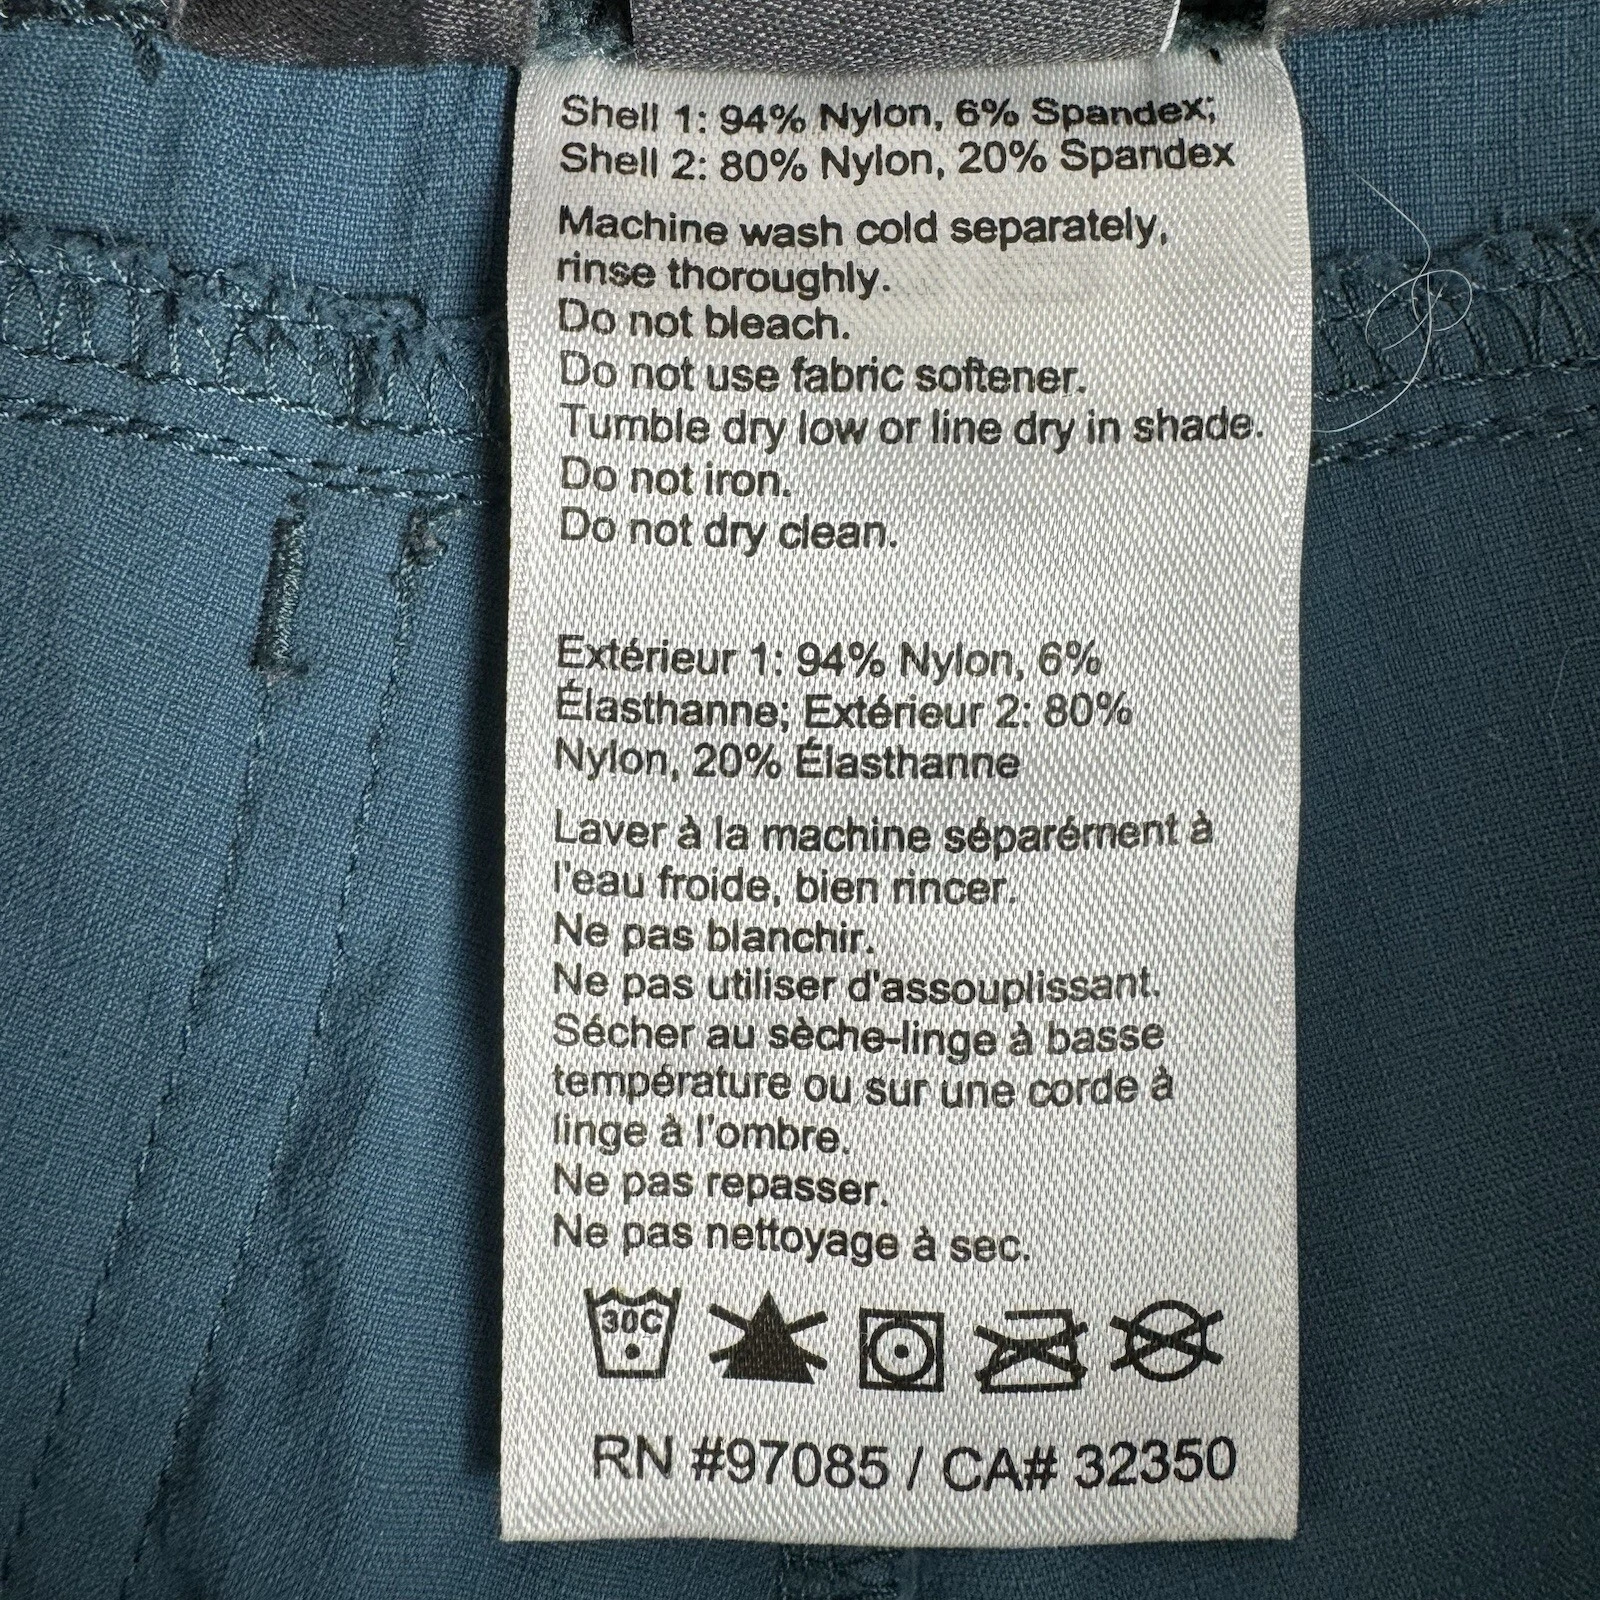 Shell 1: 94% Nylon, 6% Spandex;
Shell 2: 80% Nylon, 20% Spandex
Machine wash cold separately,
rinse thoroughly.
Do not bleach.
Do not use fabric softener.
Tumble dry low or line dry in shade.
Do not iron.
Do not dry clean.
Extérieur 1: 94% Nylon, 6%
Élasthanne; Extérieur 2: 80%
Nylon, 20% Élasthanne
Laver à la machine séparément à
l'eau froide, bien rincer.
Ne pas blanchir.
Ne pas utiliser d'assouplissant.
Sécher au sèche-linge à basse
température ou sur une corde à
linge à l'ombre.
Ne pas repasser.
Ne pas nettoyage à sec.
30C
RN #97085 / CA# 32350